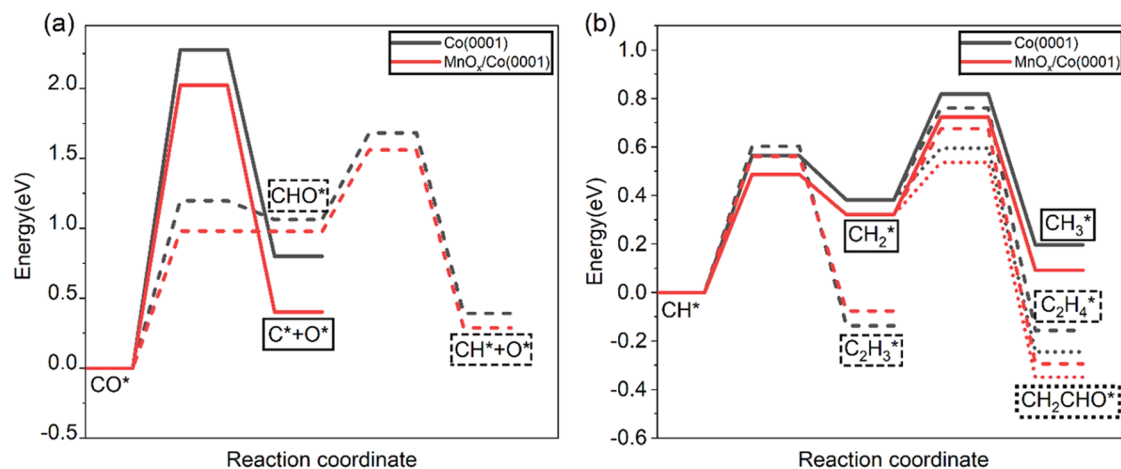 (a)
Co(0001)
MnOx/Co(0001)
2.0
1.5
1.0
0.5
0.0
-0.5
Energy(eV)
CHO*
C*+O*
CH*+O*
CO*
Reaction coordinate
(b)
Co(0001)
MnOx/Co(0001)
1.0
0.8
0.6
0.4
0.2
0.0
-0.2
-0.4
-0.6
Energy(eV)
CH2*
CH3*
CH*
C2H4*
C2H3*
CH2CHO*
Reaction coordinate